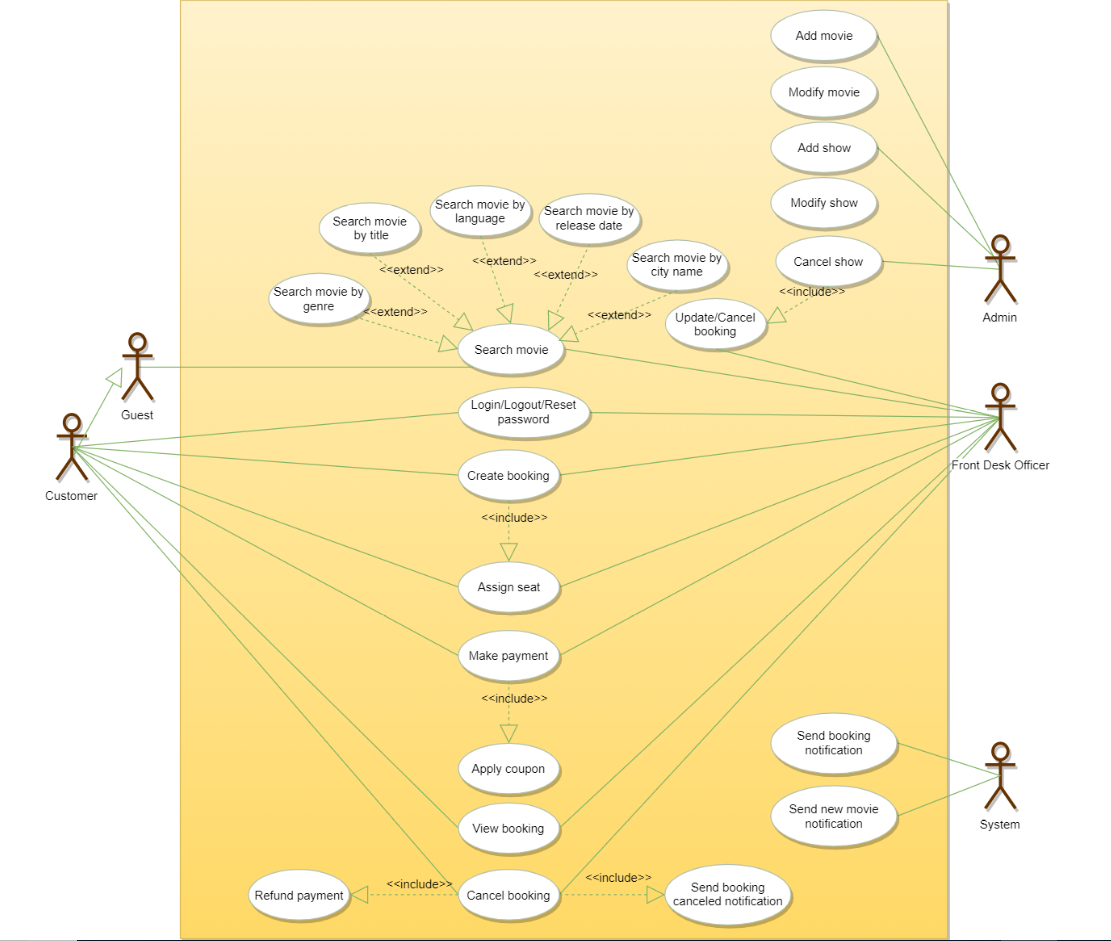 Add movie
Modify movie
Add show
Modify show
Cancel show
<<include>>
Update/Cancel
booking
Search movie by
language
Search movie by
release date
Search movie
by title
Search movie by
city name
Search movie by
genre
<<extend>>
<<extend>>
<<extend>>
<<extend>>
<<extend>>
Search movie
Admin
Guest
Customer
Login/Logout/Reset
password
Front Desk Officer
Create booking
<<include>>
Assign seat
Make payment
<<include>>
Apply coupon
Send booking
notification
Send new movie
notification
System
View booking
Refund payment
<<include>>
Cancel booking
<<include>>
Send booking
canceled notification